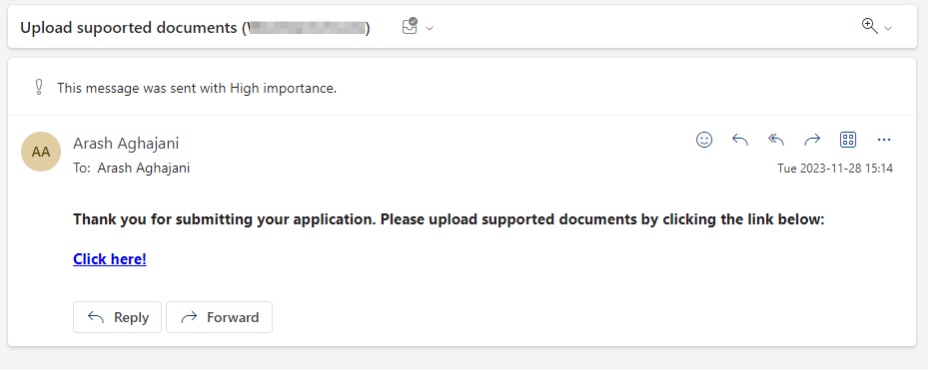 Upload supoorted documents ( )
This message was sent with High importance.
AA
Arash Aghajani
To: Arash Aghajani
Tue 2023-11-28 15:14
Thank you for submitting your application. Please upload supported documents by clicking the link below:
Click here!
Reply
Forward